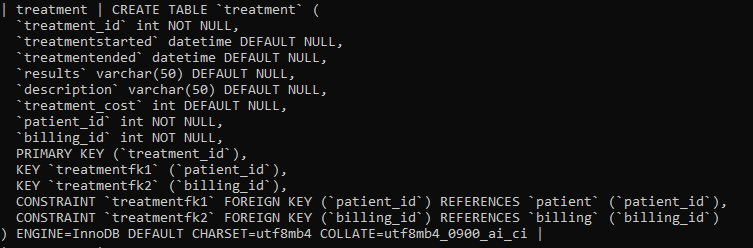 | treatment | CREATE TABLE `treatment` (
  `treatment_id` int NOT NULL,
  `treatmentstarted` datetime DEFAULT NULL,
  `treatmentended` datetime DEFAULT NULL,
  `results` varchar(50) DEFAULT NULL,
  `description` varchar(50) DEFAULT NULL,
  `treatment_cost` int DEFAULT NULL,
  `patient_id` int NOT NULL,
  `billing_id` int NOT NULL,
  PRIMARY KEY (`treatment_id`),
  KEY `treatmentfk1` (`patient_id`),
  KEY `treatmentfk2` (`billing_id`),
  CONSTRAINT `treatmentfk1` FOREIGN KEY (`patient_id`) REFERENCES `patient` (`patient_id`),
  CONSTRAINT `treatmentfk2` FOREIGN KEY (`billing_id`) REFERENCES `billing` (`billing_id`)
) ENGINE=InnoDB DEFAULT CHARSET=utf8mb4 COLLATE=utf8mb4_0900_ai_ci |